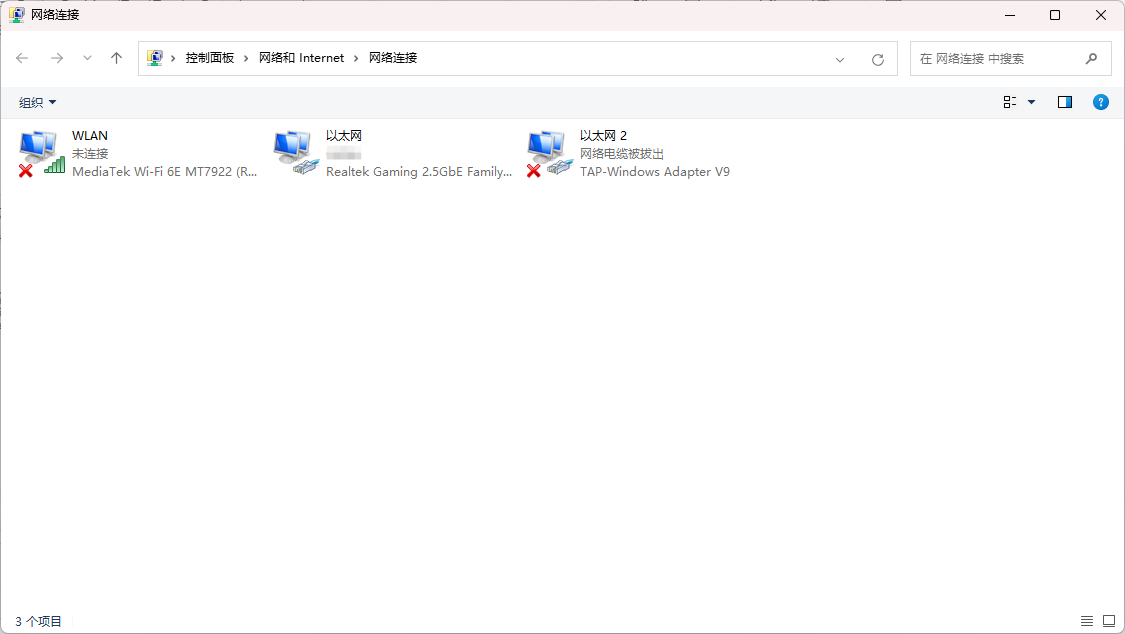 网络连接
控制面板 › 网络和 Internet › 网络连接
在 网络连接 中搜索
组织
WLAN
未连接
MediaTek Wi-Fi 6E MT7922 (R...
以太网
Realtek Gaming 2.5GbE Family...
以太网 2
网络电缆被拔出
TAP-Windows Adapter V9
3 个项目